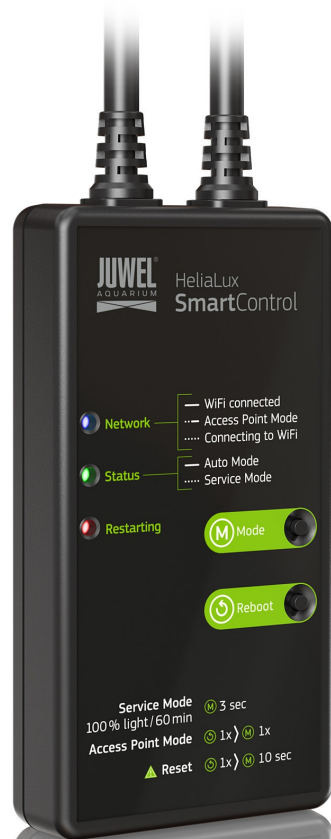 JUWEL®
AQUARIUM
HeliaLux
SmartControl
Network
WiFi connected
Access Point Mode
Connecting to WiFi
Status
Auto Mode
Service Mode
Restarting
M Mode
Reboot
Service Mode M 3 sec
100 % light / 60 min
Access Point Mode 1x ⟩ M 1x
Reset 1x ⟩ M 10 sec